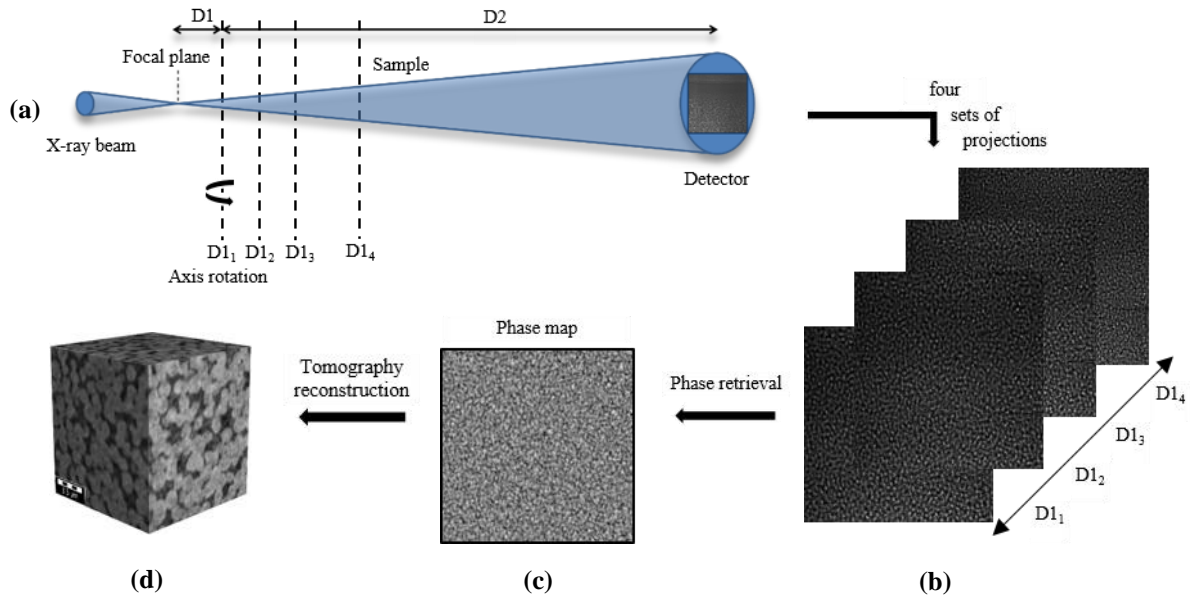 D1
D2
Focal plane
Sample
(a)
X-ray beam
Detector
four
sets of
projections
D1₁
D1₂
D1₃
D1₄
Axis rotation
Phase map
Tomography
reconstruction
Phase retrieval
D1₄
D1₃
D1₂
D1₁
(d)
(c)
(b)